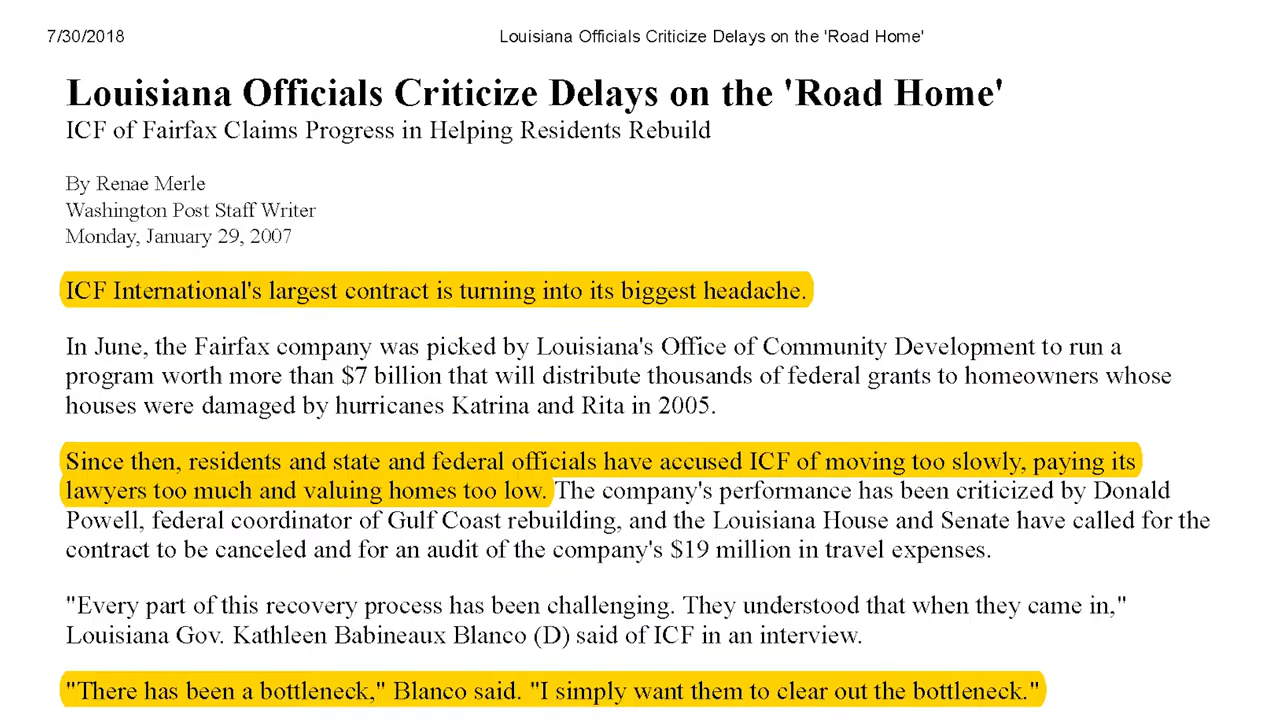 7/30/2018
Louisiana Officials Criticize Delays on the 'Road Home'
Louisiana Officials Criticize Delays on the 'Road Home'
ICF of Fairfax Claims Progress in Helping Residents Rebuild
By Renae Merle
Washington Post Staff Writer
Monday, January 29, 2007
ICF International's largest contract is turning into its biggest headache.
In June, the Fairfax company was picked by Louisiana's Office of Community Development to run a
program worth more than $7 billion that will distribute thousands of federal grants to homeowners whose
houses were damaged by hurricanes Katrina and Rita in 2005.
Since then, residents and state and federal officials have accused ICF of moving too slowly, paying its
lawyers too much and valuing homes too low. The company's performance has been criticized by Donald
Powell, federal coordinator of Gulf Coast rebuilding, and the Louisiana House and Senate have called for the
contract to be canceled and for an audit of the company's $19 million in travel expenses.
"Every part of this recovery process has been challenging. They understood that when they came in,"
Louisiana Gov. Kathleen Babineaux Blanco (D) said of ICF in an interview.
"There has been a bottleneck," Blanco said. "I simply want them to clear out the bottleneck."